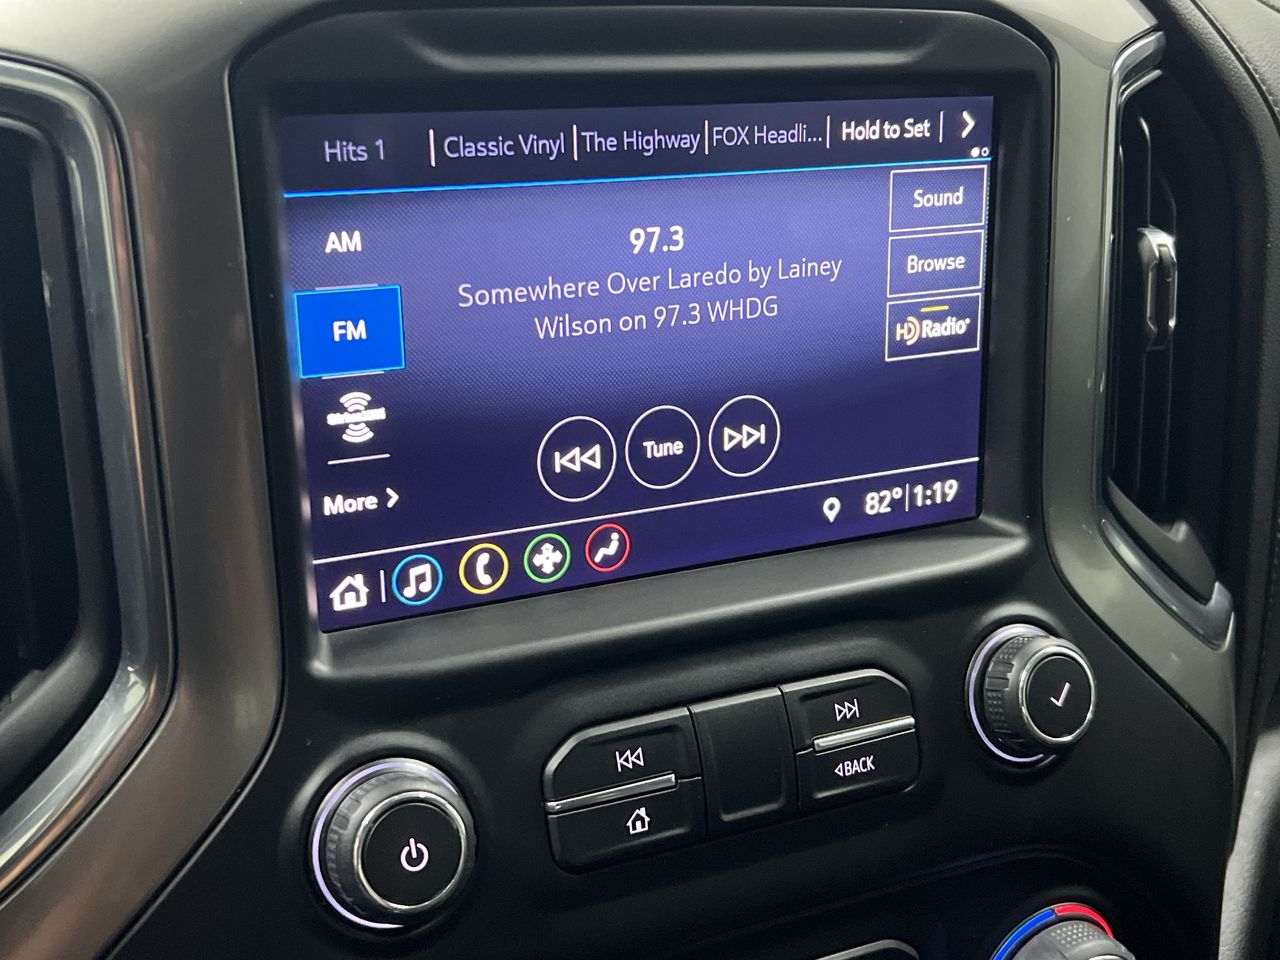 Hits 1 | Classic Vinyl | The Highway | FOX Headli... | Hold to Set |
AM
FM
SiriusXM
More
97.3
Somewhere Over Laredo by Lainey
Wilson on 97.3 WHDG
Sound
Browse
HD Radio
Tune
82° | 1:19
BACK